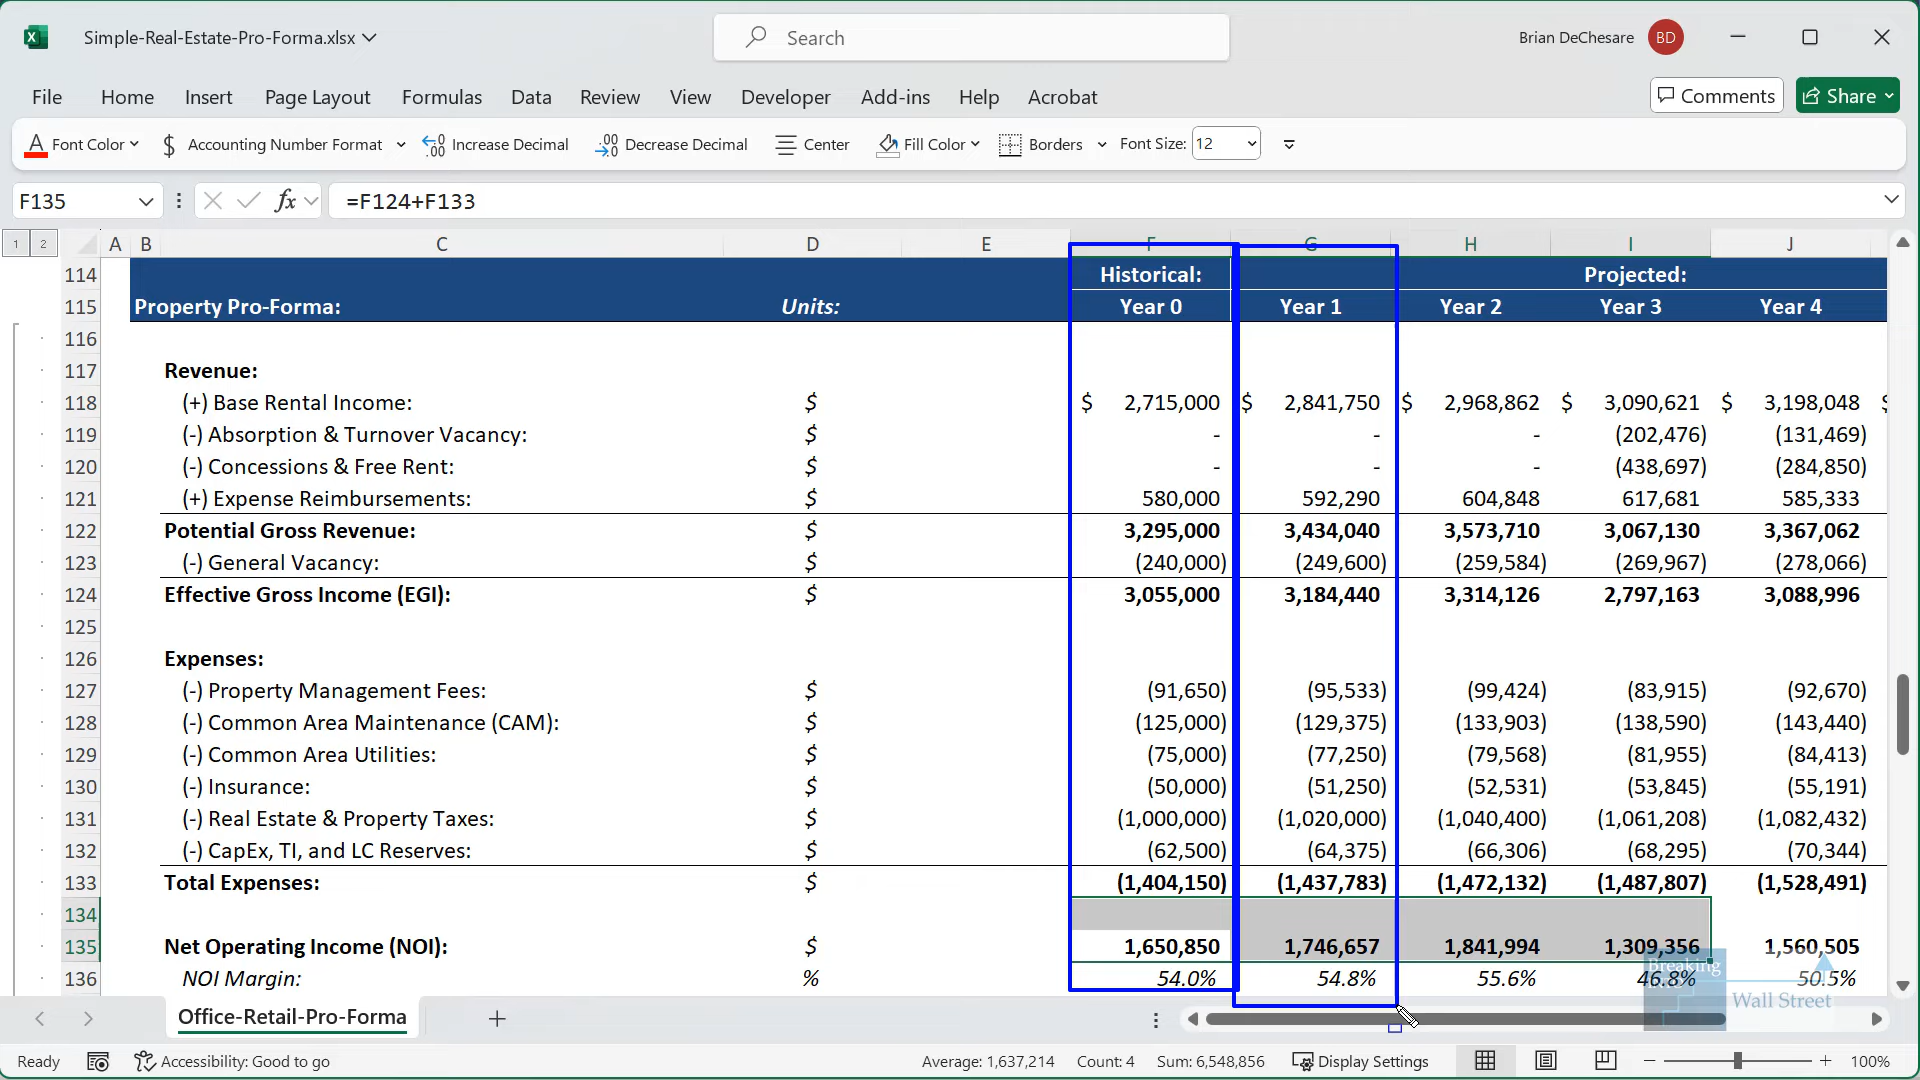 Simple-Real-Estate-Pro-Forma.xlsx
Search
Brian DeChesare BD
File Home Insert Page Layout Formulas Data Review View Developer Add-ins Help Acrobat
Comments Share
Font Color $ Accounting Number Format Increase Decimal Decrease Decimal Center Fill Color Borders Font Size: 12
F135 fx =F124+F133
1 2 A B C D E F G H I J
114 Historical: Projected:
115 Property Pro-Forma: Units: Year 0 Year 1 Year 2 Year 3 Year 4
116
117 Revenue:
118 (+) Base Rental Income: $ $ 2,715,000 $ 2,841,750 $ 2,968,862 $ 3,090,621 $ 3,198,048 $
119 (-) Absorption & Turnover Vacancy: $ - - - (202,476) (131,469)
120 (-) Concessions & Free Rent: $ - - - (438,697) (284,850)
121 (+) Expense Reimbursements: $ 580,000 592,290 604,848 617,681 585,333
122 Potential Gross Revenue: $ 3,295,000 3,434,040 3,573,710 3,067,130 3,367,062
123 (-) General Vacancy: $ (240,000) (249,600) (259,584) (269,967) (278,066)
124 Effective Gross Income (EGI): $ 3,055,000 3,184,440 3,314,126 2,797,163 3,088,996
125
126 Expenses:
127 (-) Property Management Fees: $ (91,650) (95,533) (99,424) (83,915) (92,670)
128 (-) Common Area Maintenance (CAM): $ (125,000) (129,375) (133,903) (138,590) (143,440)
129 (-) Common Area Utilities: $ (75,000) (77,250) (79,568) (81,955) (84,413)
130 (-) Insurance: $ (50,000) (51,250) (52,531) (53,845) (55,191)
131 (-) Real Estate & Property Taxes: $ (1,000,000) (1,020,000) (1,040,400) (1,061,208) (1,082,432)
132 (-) CapEx, TI, and LC Reserves: $ (62,500) (64,375) (66,306) (68,295) (70,344)
133 Total Expenses: $ (1,404,150) (1,437,783) (1,472,132) (1,487,807) (1,528,491)
134
135 Net Operating Income (NOI): $ 1,650,850 1,746,657 1,841,994 1,309,356 1,560,505
136 NOI Margin: % 54.0% 54.8% 55.6% 46.8% 50.5%
Breaking
Wall Street
Office-Retail-Pro-Forma
Ready Accessibility: Good to go Average: 1,637,214 Count: 4 Sum: 6,548,856 Display Settings 100%